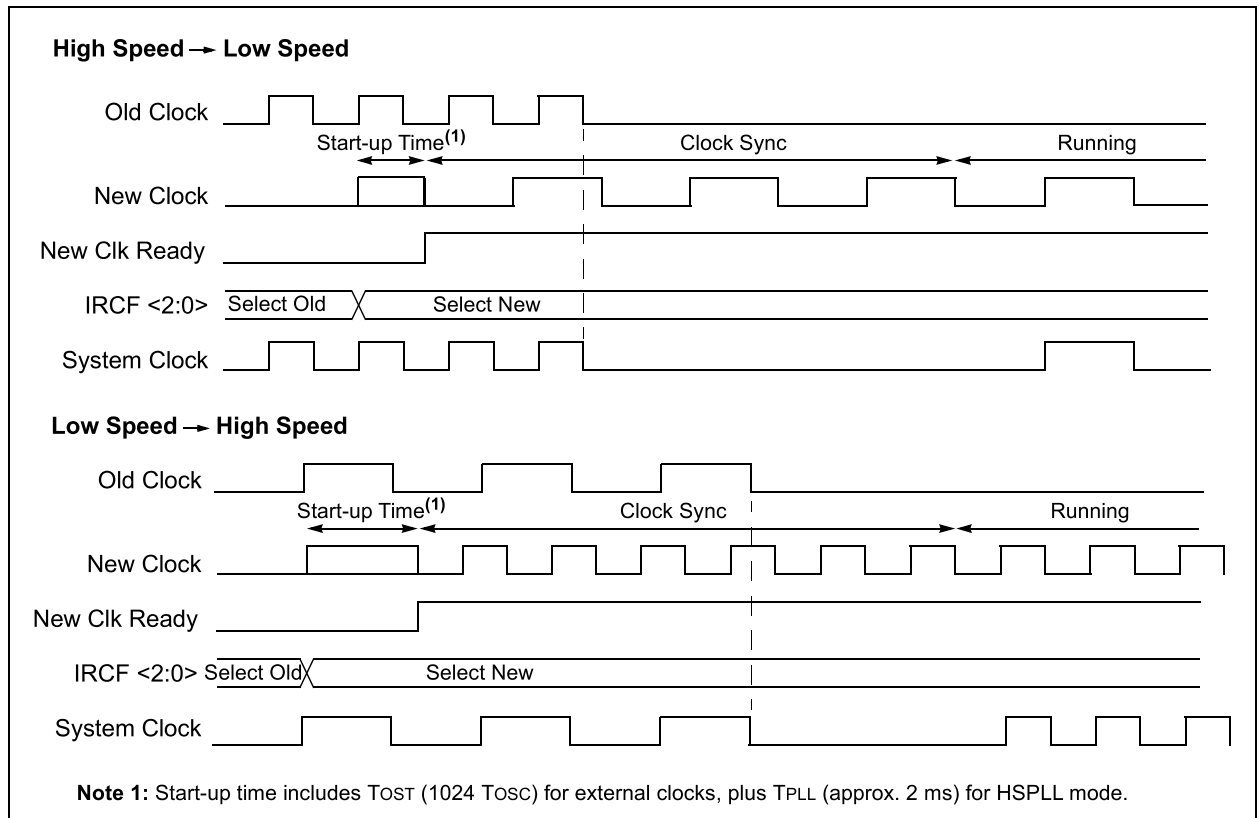 High Speed → Low Speed
Old Clock
Start-up Time(1) Clock Sync Running
New Clock
New Clk Ready
IRCF <2:0> Select Old Select New
System Clock
Low Speed → High Speed
Old Clock
Start-up Time(1) Clock Sync Running
New Clock
New Clk Ready
IRCF <2:0> Select Old Select New
System Clock
Note 1: Start-up time includes TOST (1024 TOSC) for external clocks, plus TPLL (approx. 2 ms) for HSPLL mode.